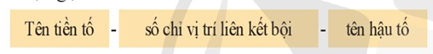 Tên tiền tố - số chỉ vị trí liên kết bội - tên hậu tố